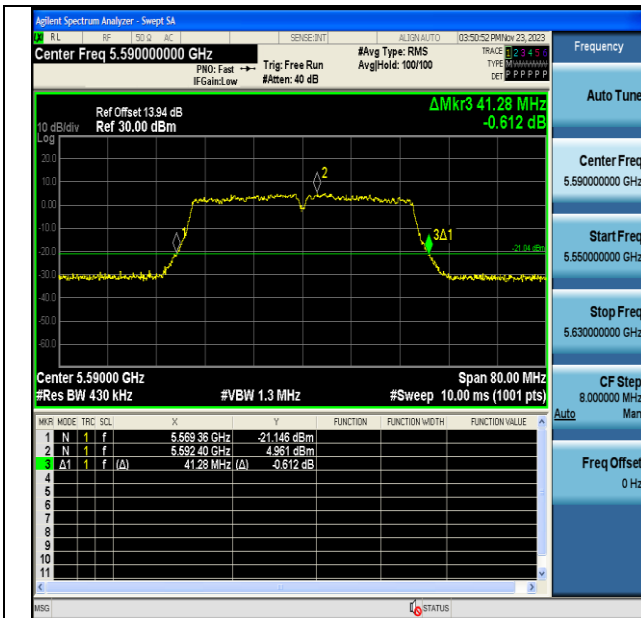 Agilent Spectrum Analyzer - Swept SA
RL RF 50 Ω AC SENSE:INT ALIGN AUTO 03:50:52 PM Nov 23, 2023
Center Freq 5.590000000 GHz
PNO: Fast
IFGain:Low
Trig: Free Run
#Atten: 40 dB
#Avg Type: RMS
Avg|Hold: 100/100
TRACE 1 2 3 4 5 6
TYPE M
DET P P P P P P
Ref Offset 13.94 dB
10 dB/div Ref 30.00 dBm
Log
ΔMkr3 41.28 MHz
-0.612 dB
20.0
10.0
0.00
-10.0
-20.0
-30.0
-40.0
-50.0
-60.0
1
2
3Δ1
-21.04 dBm
Center 5.59000 GHz Span 80.00 MHz
#Res BW 430 kHz #VBW 1.3 MHz #Sweep 10.00 ms (1001 pts)
MKR MODE TRC SCL X Y FUNCTION FUNCTION WIDTH FUNCTION VALUE
1 N 1 f 5.569 36 GHz -21.146 dBm
2 N 1 f 5.592 40 GHz 4.961 dBm
3 Δ1 1 f (Δ) 41.28 MHz (Δ) -0.612 dB
4
5
6
7
8
9
10
11
MSG STATUS
Frequency
Auto Tune
Center Freq
5.590000000 GHz
Start Freq
5.550000000 GHz
Stop Freq
5.630000000 GHz
CF Step
8.000000 MHz
Auto Man
Freq Offset
0 Hz